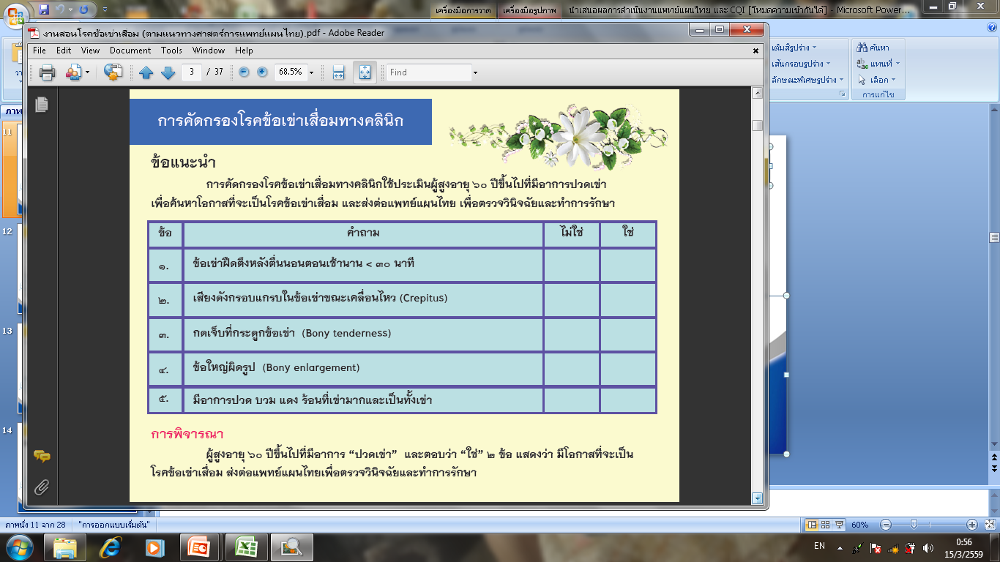 เครื่องมือการวาด เครื่องมือรูปภาพ นำเสนอผลการดำเนินงานแพทย์แผนไทย และ CQI [โหมดความเข้ากันได้] - Microsoft Power...
งานสอนโรคข้อเข่าเสื่อม (ตามแนวทางศาสตร์การแพทย์แผนไทย).pdf - Adobe Reader
File Edit View Document Tools Window Help
3 / 37 68.5% Find
เติมสีรูปร่าง
เส้นกรอบรูปร่าง
ลักษณะพิเศษรูปร่าง
ค้นหา
แทนที่
เลือก
การแก้ไข
11
12
13
14
การคัดกรองโรคข้อเข่าเสื่อมทางคลินิก
ข้อแนะนำ
การคัดกรองโรคข้อเข่าเสื่อมทางคลินิกใช้ประเมินผู้สูงอายุ ๖๐ ปีขึ้นไปที่มีอาการปวดเข่า
เพื่อค้นหาโอกาสที่จะเป็นโรคข้อเข่าเสื่อม และส่งต่อแพทย์แผนไทย เพื่อตรวจวินิจฉัยและทำการรักษา
ข้อ คำถาม ไม่ใช่ ใช่
๑. ข้อเข่าฝืดตึงหลังตื่นนอนตอนเช้านาน < ๓๐ นาที
๒. เสียงดังกรอบแกรบในข้อเข่าขณะเคลื่อนไหว (Crepitus)
๓. กดเจ็บที่กระดูกข้อเข่า (Bony tenderness)
๔. ข้อใหญ่ผิดรูป (Bony enlargement)
๕. มีอาการปวด บวม แดง ร้อนที่เข่ามากและเป็นทั้งเข่า
การพิจารณา
ผู้สูงอายุ ๖๐ ปีขึ้นไปที่มีอาการ “ปวดเข่า” และตอบว่า “ใช่” ๒ ข้อ แสดงว่า มีโอกาสที่จะเป็น
โรคข้อเข่าเสื่อม ส่งต่อแพทย์แผนไทยเพื่อตรวจวินิจฉัยและทำการรักษา
ภาพนิ่ง 11 จาก 28 "การออกแบบเริ่มต้น" 60%
EN 0:56
15/3/2559